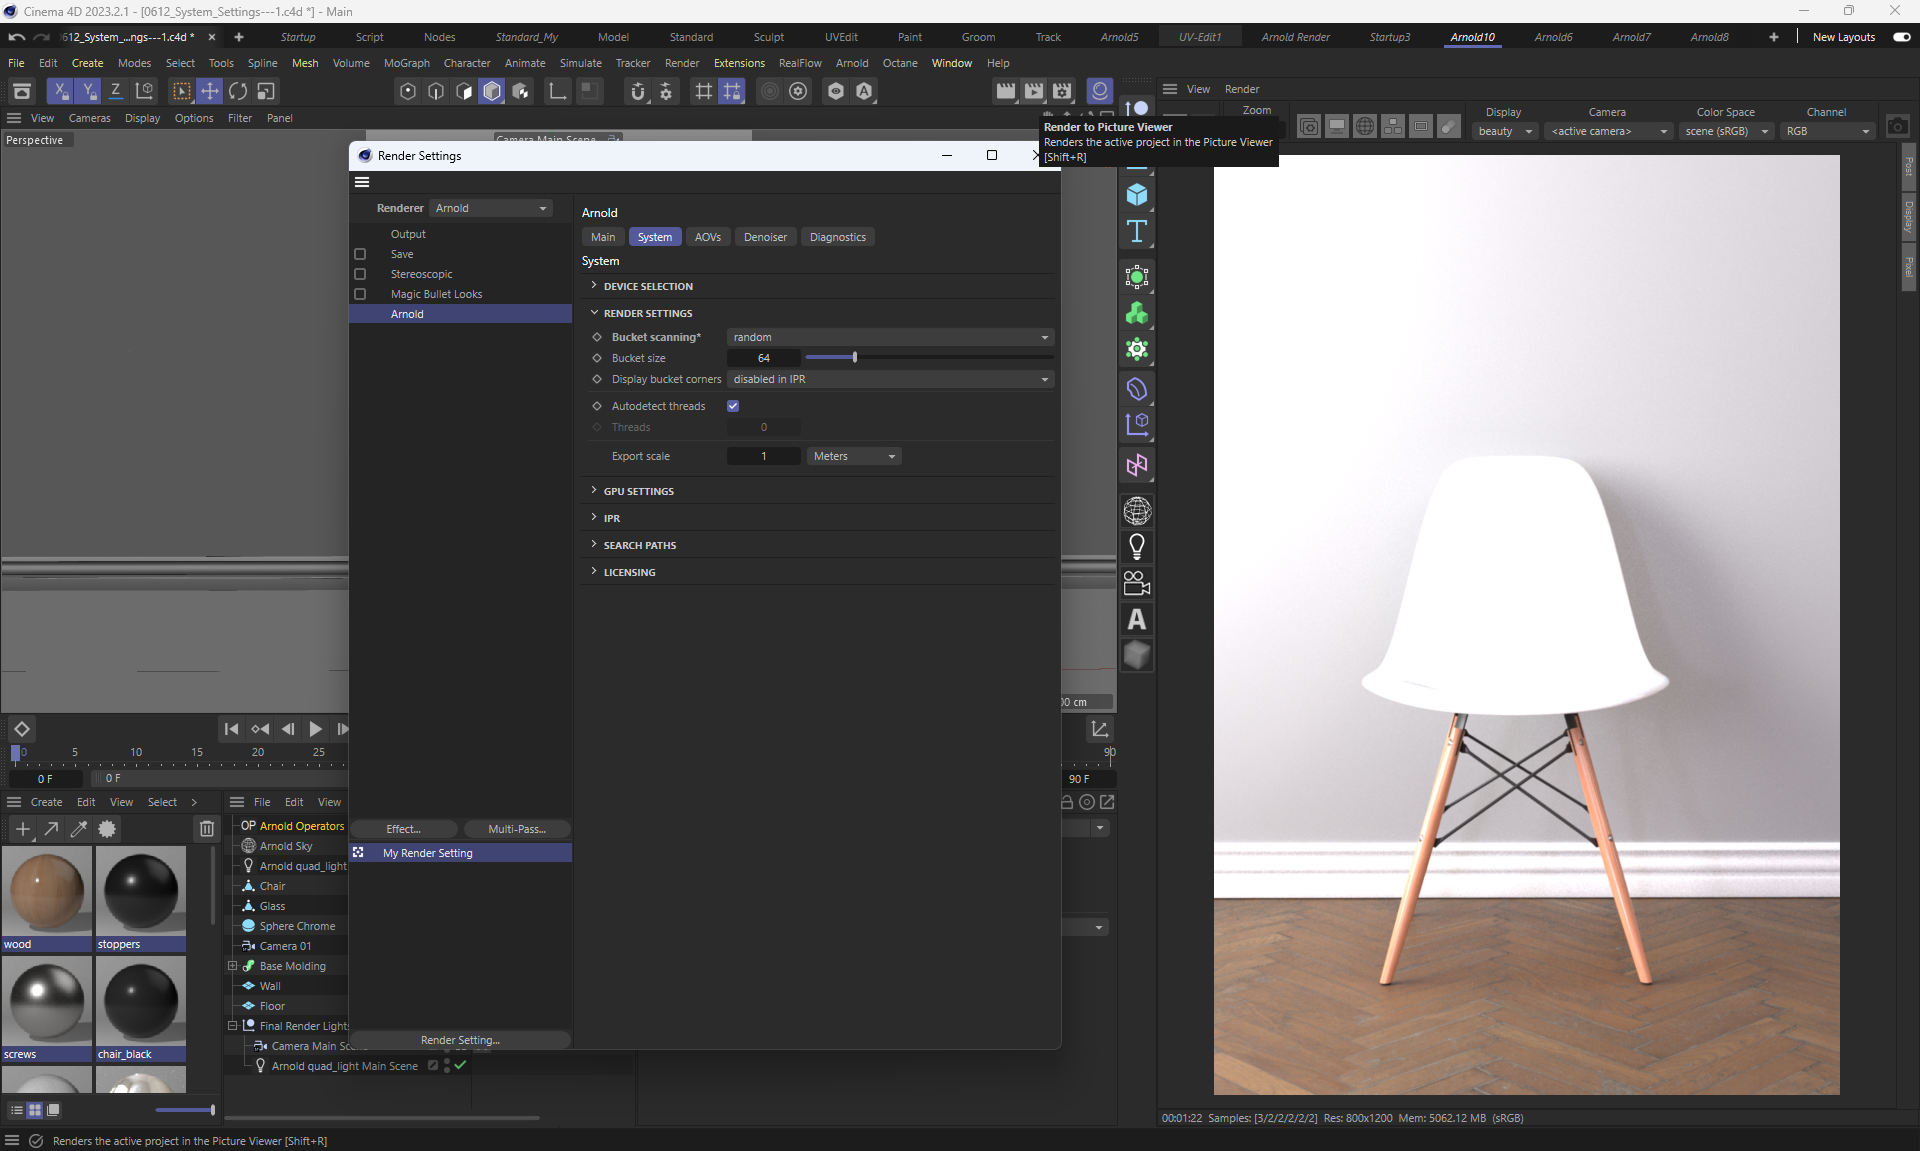 Cinema 4D 2023.2.1 - [0612_System_Settings---1.c4d *] - Main
612_System_...ngs---1.c4d * Startup Script Nodes Standard_My Model Standard Sculpt UVEdit Paint Groom Track Arnold5 UV-Edit1 Arnold Render Startup3 Arnold10 Arnold6 Arnold7 Arnold8 New Layouts
File Edit Create Modes Select Tools Spline Mesh Volume MoGraph Character Animate Simulate Tracker Render Extensions RealFlow Arnold Octane Window Help
View Render
View Cameras Display Options Filter Panel
Zoom Display Camera Color Space Channel
beauty <active camera> scene (sRGB) RGB
Render to Picture Viewer
Renders the active project in the Picture Viewer
[Shift+R]
Perspective
Camera Main Scene
Render Settings
Renderer Arnold
Output
Save
Stereoscopic
Magic Bullet Looks
Arnold
Arnold
Main System AOVs Denoiser Diagnostics
System
DEVICE SELECTION
RENDER SETTINGS
Bucket scanning* random
Bucket size 64
Display bucket corners disabled in IPR
Autodetect threads
Threads 0
Export scale 1 Meters
GPU SETTINGS
IPR
SEARCH PATHS
LICENSING
Effect... Multi-Pass...
My Render Setting
Render Setting...
Post
Display
Pixel
00 cm
0 5 10 15 20 25 90
0 F 0 F 90 F
Create Edit View Select
File Edit View
wood
stoppers
screws
chair_black
OP Arnold Operators
Arnold Sky
Arnold quad_light
Chair
Glass
Sphere Chrome
Camera 01
Base Molding
Wall
Floor
Final Render Lights
Camera Main Sc
Arnold quad_light Main Scene
00:01:22 Samples: [3/2/2/2/2/2] Res: 800x1200 Mem: 5062.12 MB (sRGB)
Renders the active project in the Picture Viewer [Shift+R]